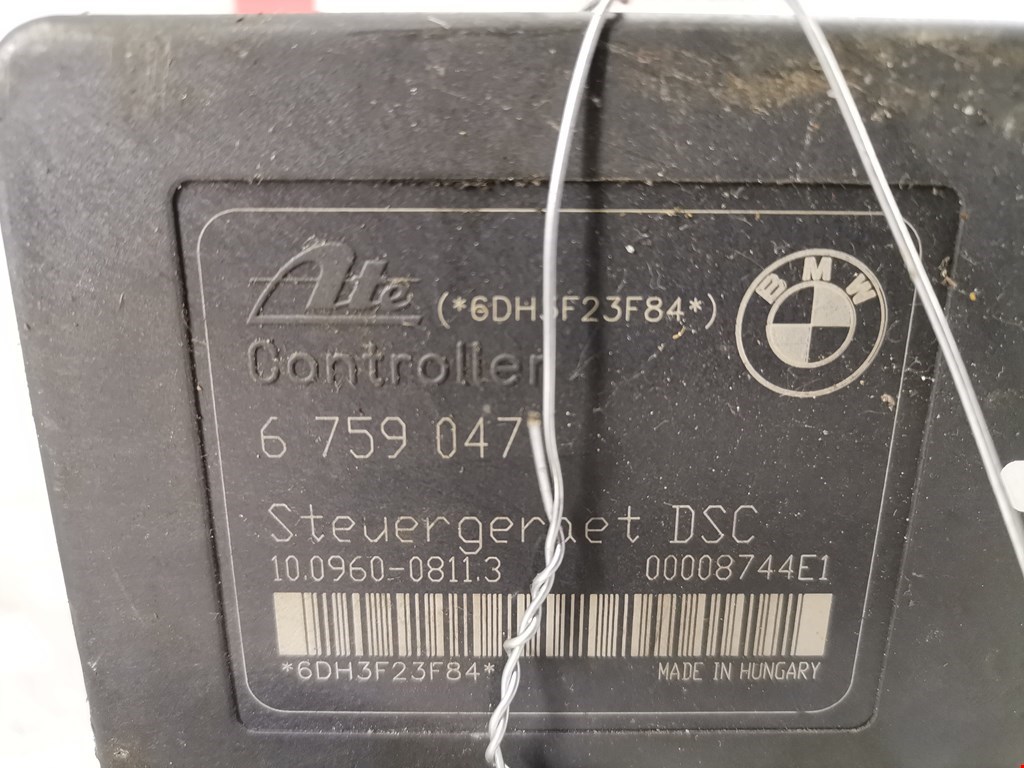 Ate (*6DH3F23F84*)
BMW
Controller
6 759 047
Steuergeraet DSC
10.0960-0811.3 00008744E1
*6DH3F23F84*
MADE IN HUNGARY